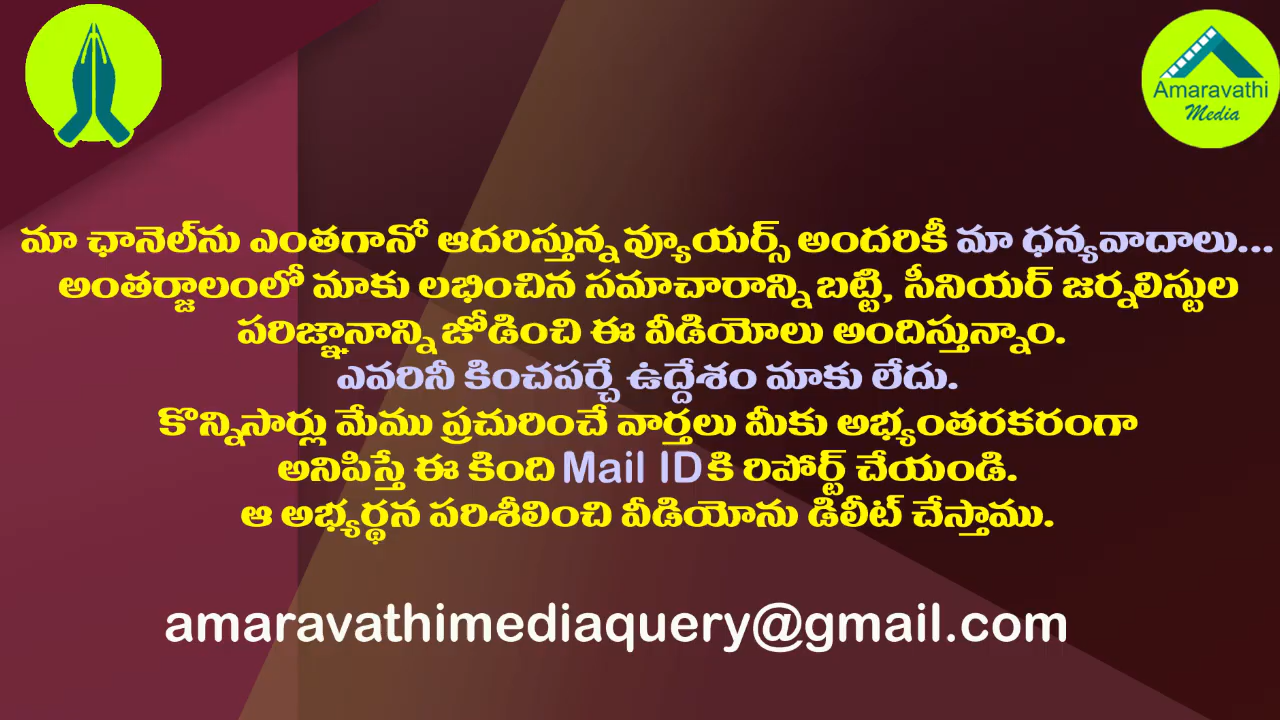 Amaravathi
Media
మా ఛానెల్‌ను ఎంతగానో ఆదరిస్తున్న వ్యూయర్స్ అందరికీ మా ధన్యవాదాలు...
అంతర్జాలంలో మాకు లభించిన సమాచారాన్ని బట్టి, సీనియర్ జర్నలిస్టుల
పరిజ్ఞానాన్ని జోడించి ఈ వీడియోలు అందిస్తున్నాం.
ఎవరినీ కించపర్చే ఉద్దేశం మాకు లేదు.
కొన్నిసార్లు మేము ప్రచురించే వార్తలు మీకు అభ్యంతరకరంగా
అనిపిస్తే ఈ కింది Mail ID కి రిపోర్ట్ చేయండి.
ఆ అభ్యర్థన పరిశీలించి వీడియోను డిలీట్ చేస్తాము.
amaravathimediaquery@gmail.com